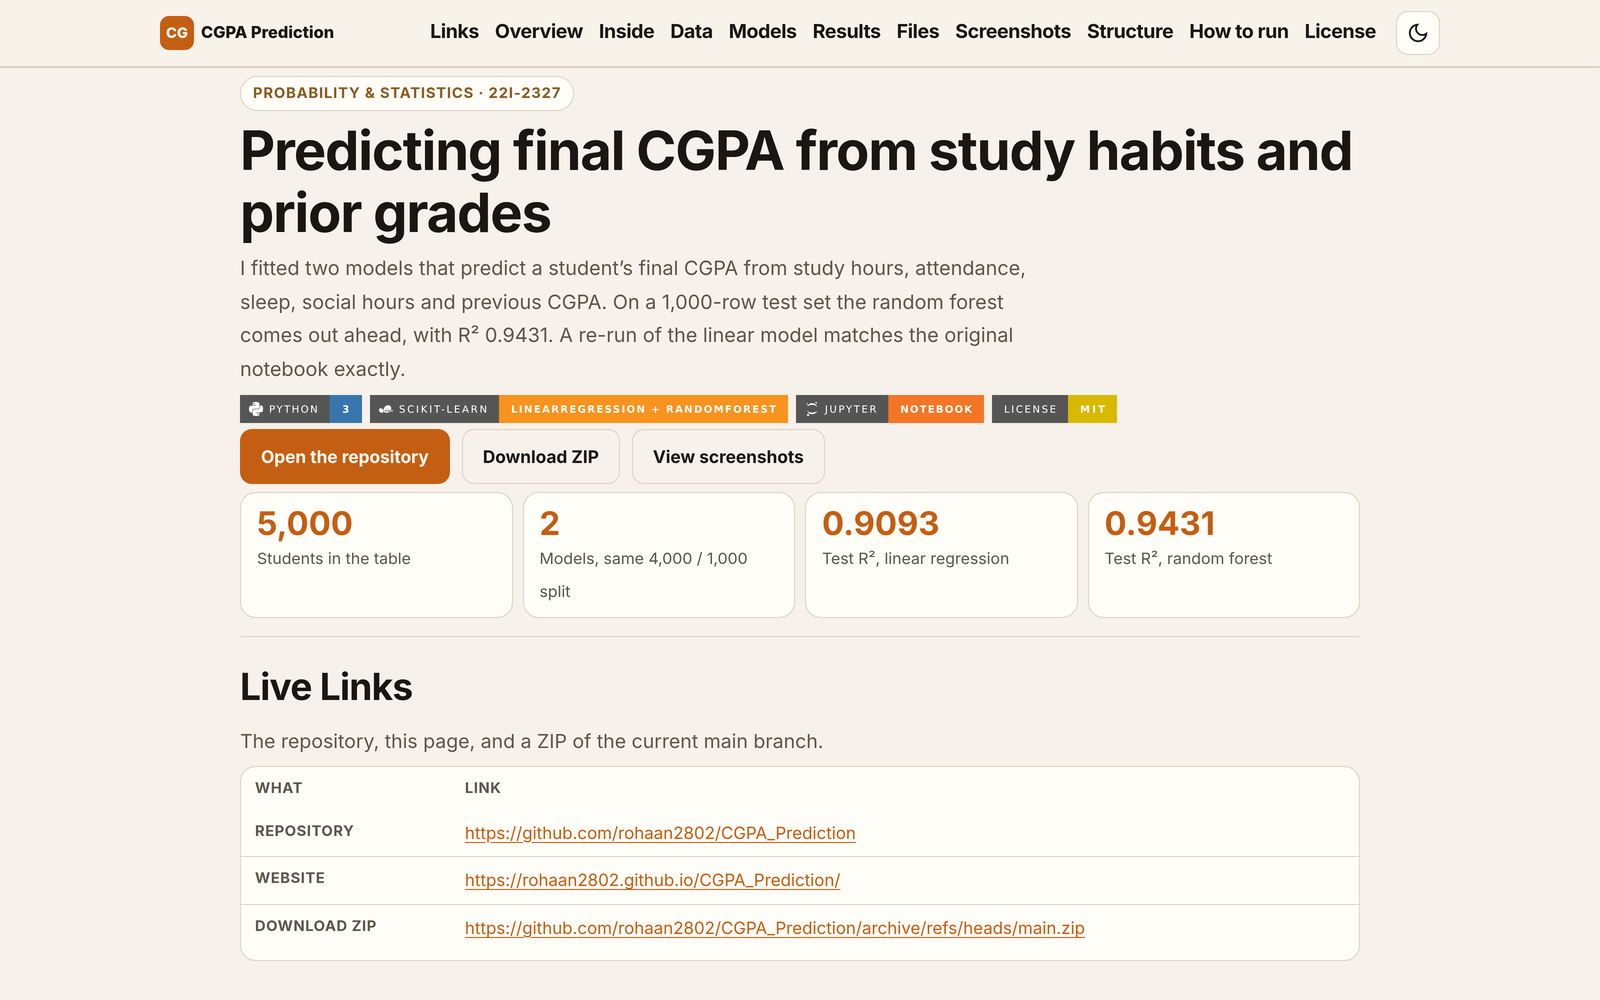 CG CGPA Prediction Links Overview Inside Data Models Results Files Screenshots Structure How to run License
PROBABILITY & STATISTICS · 22I-2327
Predicting final CGPA from study habits and
prior grades
I fitted two models that predict a student’s final CGPA from study hours, attendance,
sleep, social hours and previous CGPA. On a 1,000-row test set the random forest
comes out ahead, with R² 0.9431. A re-run of the linear model matches the original
notebook exactly.
PYTHON 3 SCIKIT-LEARN LINEARREGRESSION + RANDOMFOREST JUPYTER NOTEBOOK LICENSE MIT
Open the repository Download ZIP View screenshots
5,000
Students in the table
2
Models, same 4,000 / 1,000
split
0.9093
Test R², linear regression
0.9431
Test R², random forest
Live Links
The repository, this page, and a ZIP of the current main branch.
WHAT LINK
REPOSITORY https://github.com/rohaan2802/CGPA_Prediction
WEBSITE https://rohaan2802.github.io/CGPA_Prediction/
DOWNLOAD ZIP https://github.com/rohaan2802/CGPA_Prediction/archive/refs/heads/main.zip